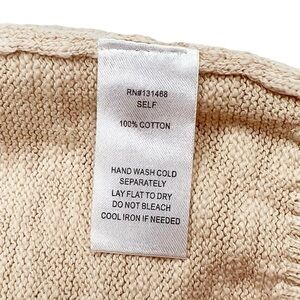 RN#131468
SELF
100% COTTON
HAND WASH COLD
SEPARATELY
LAY FLAT TO DRY
DO NOT BLEACH
COOL IRON IF NEEDED